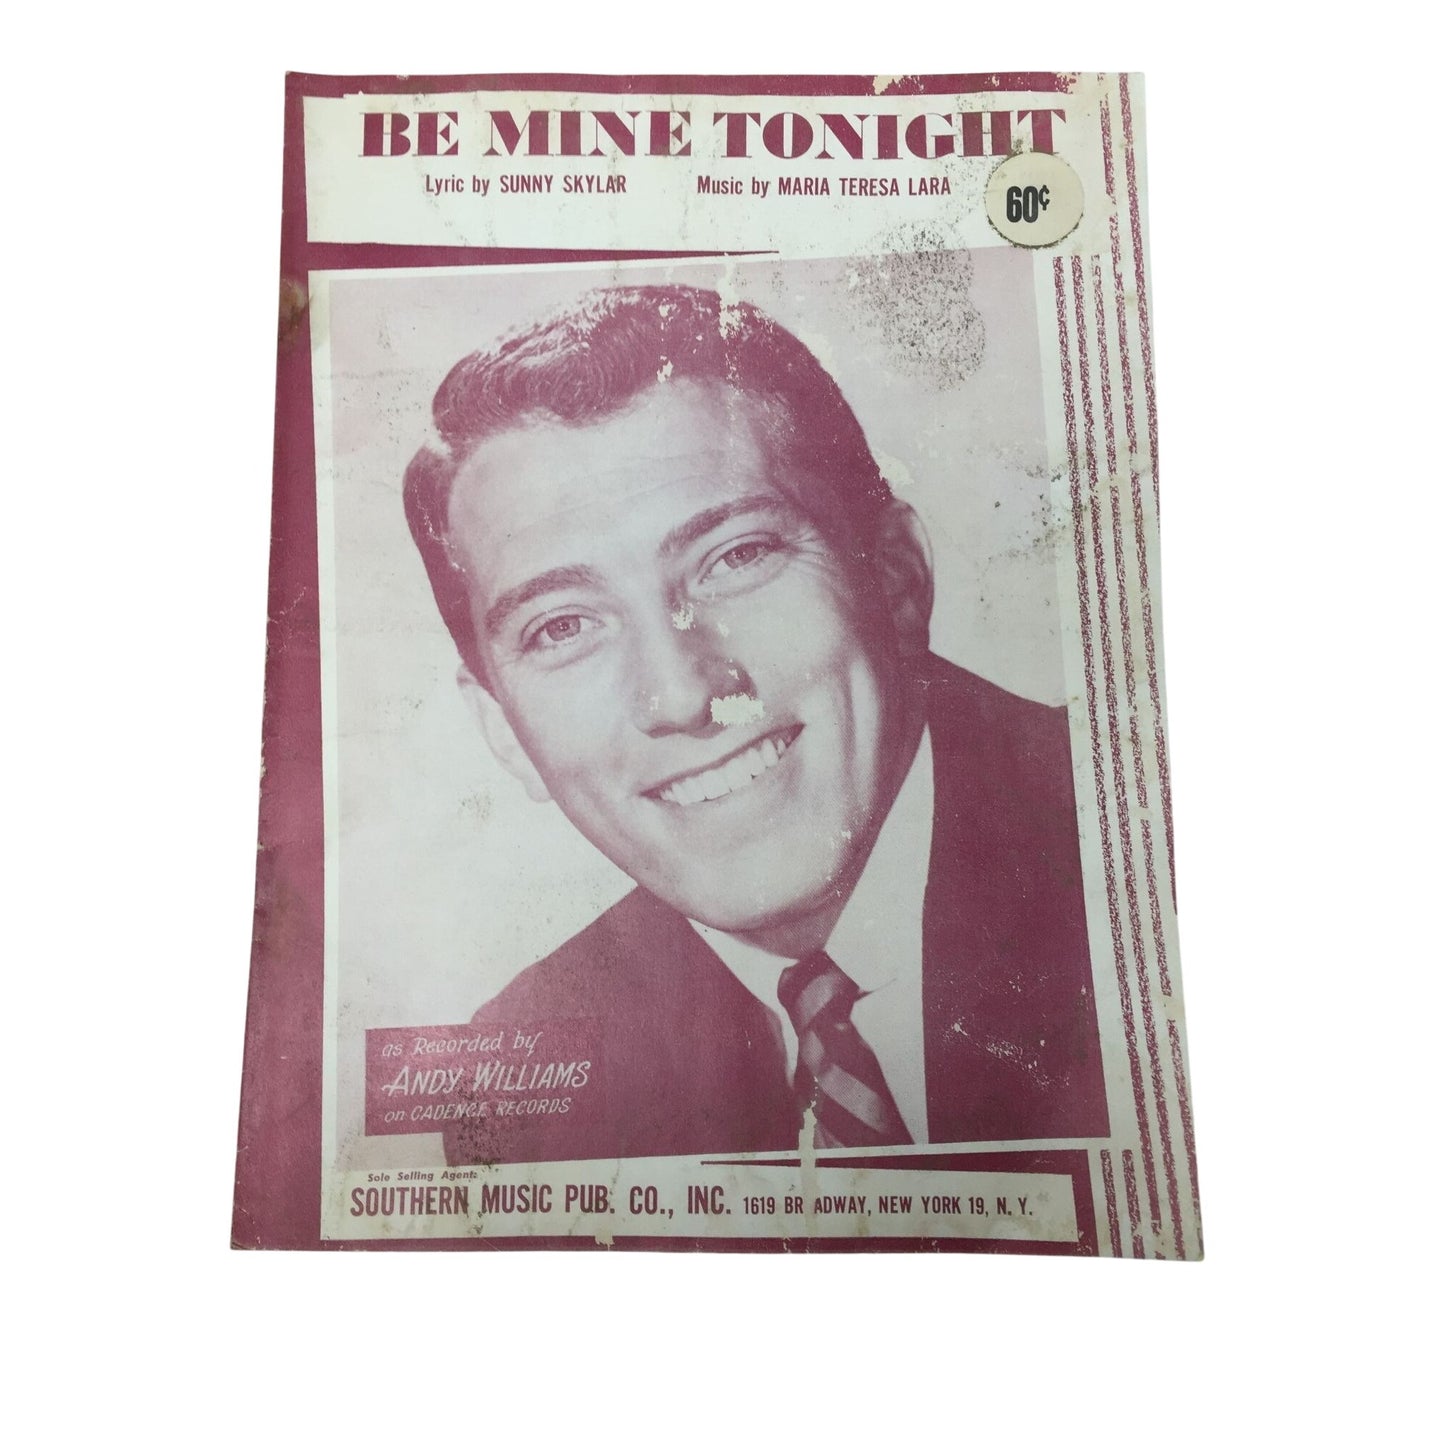 BE MINE TONIGHT
Lyric by SUNNY SKYLAR Music by MARIA TERESA LARA
60¢
as Recorded by
ANDY WILLIAMS
on CADENCE RECORDS
Sole Selling Agent:
SOUTHERN MUSIC PUB. CO., INC. 1619 BR ADWAY, NEW YORK 19, N. Y.